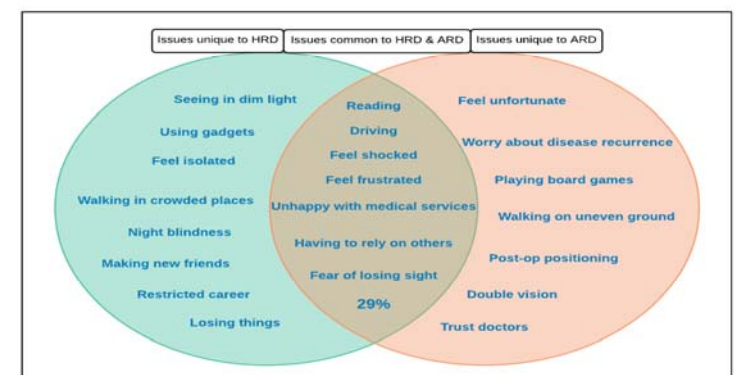 Issues unique to HRD
Issues common to HRD & ARD
Issues unique to ARD
Seeing in dim light
Using gadgets
Feel isolated
Walking in crowded places
Night blindness
Making new friends
Restricted career
Losing things
Reading
Driving
Feel shocked
Feel frustrated
Unhappy with medical services
Having to rely on others
Fear of losing sight
29%
Feel unfortunate
Worry about disease recurrence
Playing board games
Walking on uneven ground
Post-op positioning
Double vision
Trust doctors